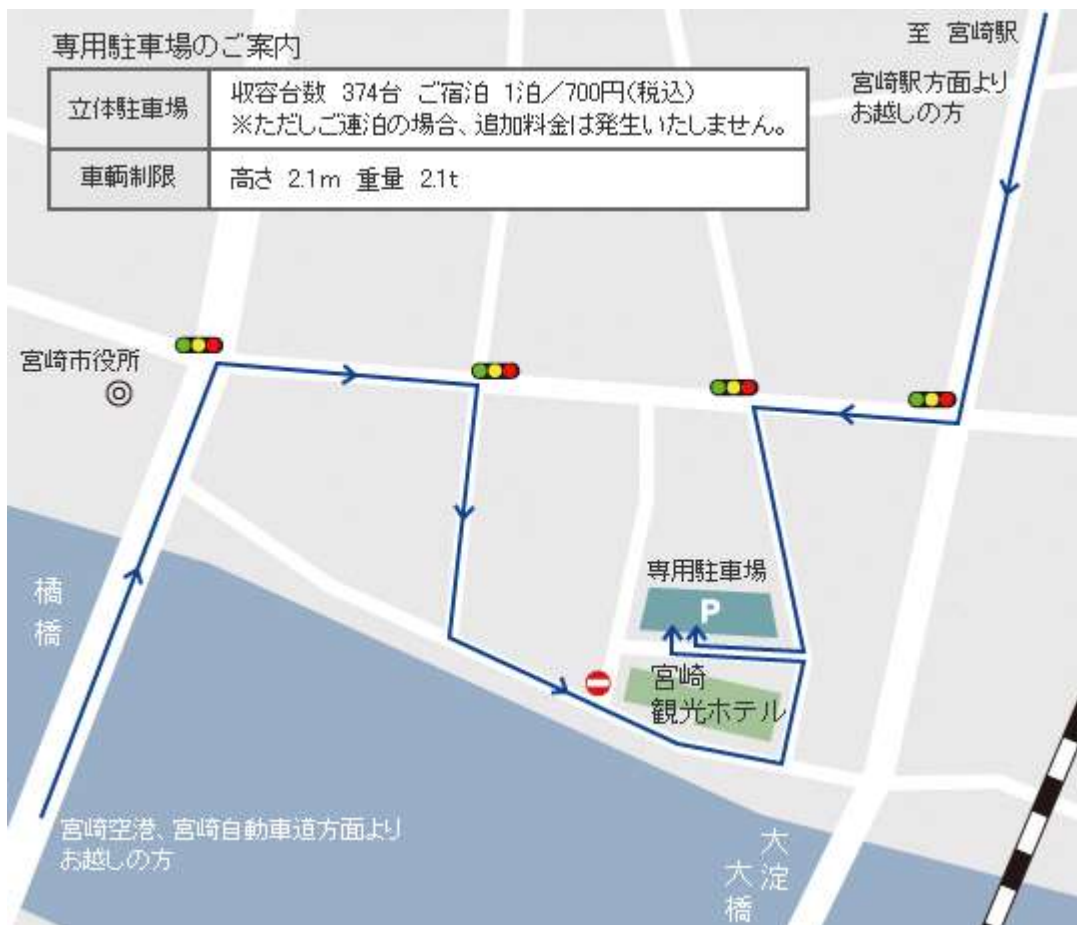 専用駐車場のご案内
立体駐車場
収容台数 374台 ご宿泊 1泊/700円(税込)
※ただしご連泊の場合、追加料金は発生いたしません。
車輌制限
高さ 2.1m 重量 2.1t
至 宮崎駅
宮崎駅方面より
お越しの方
宮崎市役所
橘橋
専用駐車場
P
宮崎
観光ホテル
宮崎空港、宮崎自動車道方面より
お越しの方
大淀
大橋